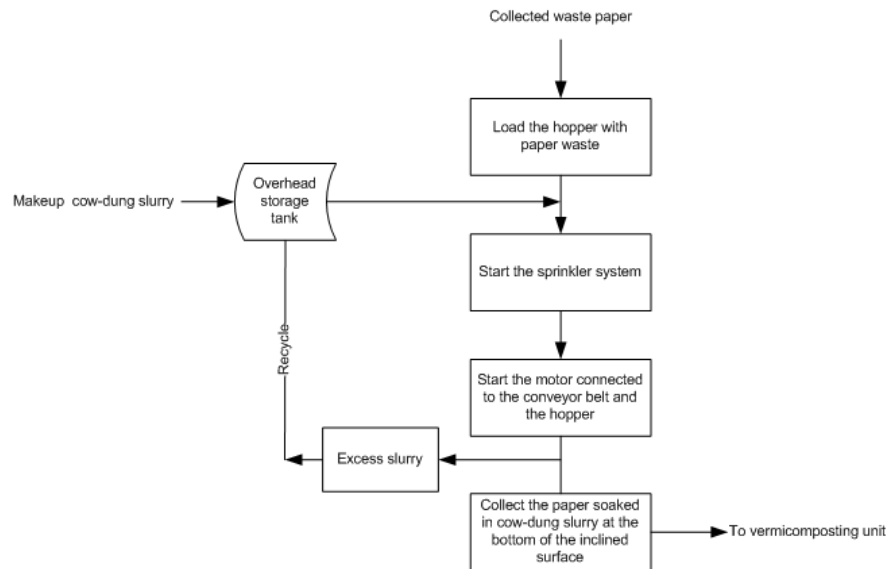 Collected waste paper
Load the hopper with
paper waste
Makeup cow-dung slurry
Overhead
storage
tank
Start the sprinkler system
Recycle
Start the motor connected
to the conveyor belt and
the hopper
Excess slurry
Collect the paper soaked
in cow-dung slurry at the
bottom of the inclined
surface
To vermicomposting unit